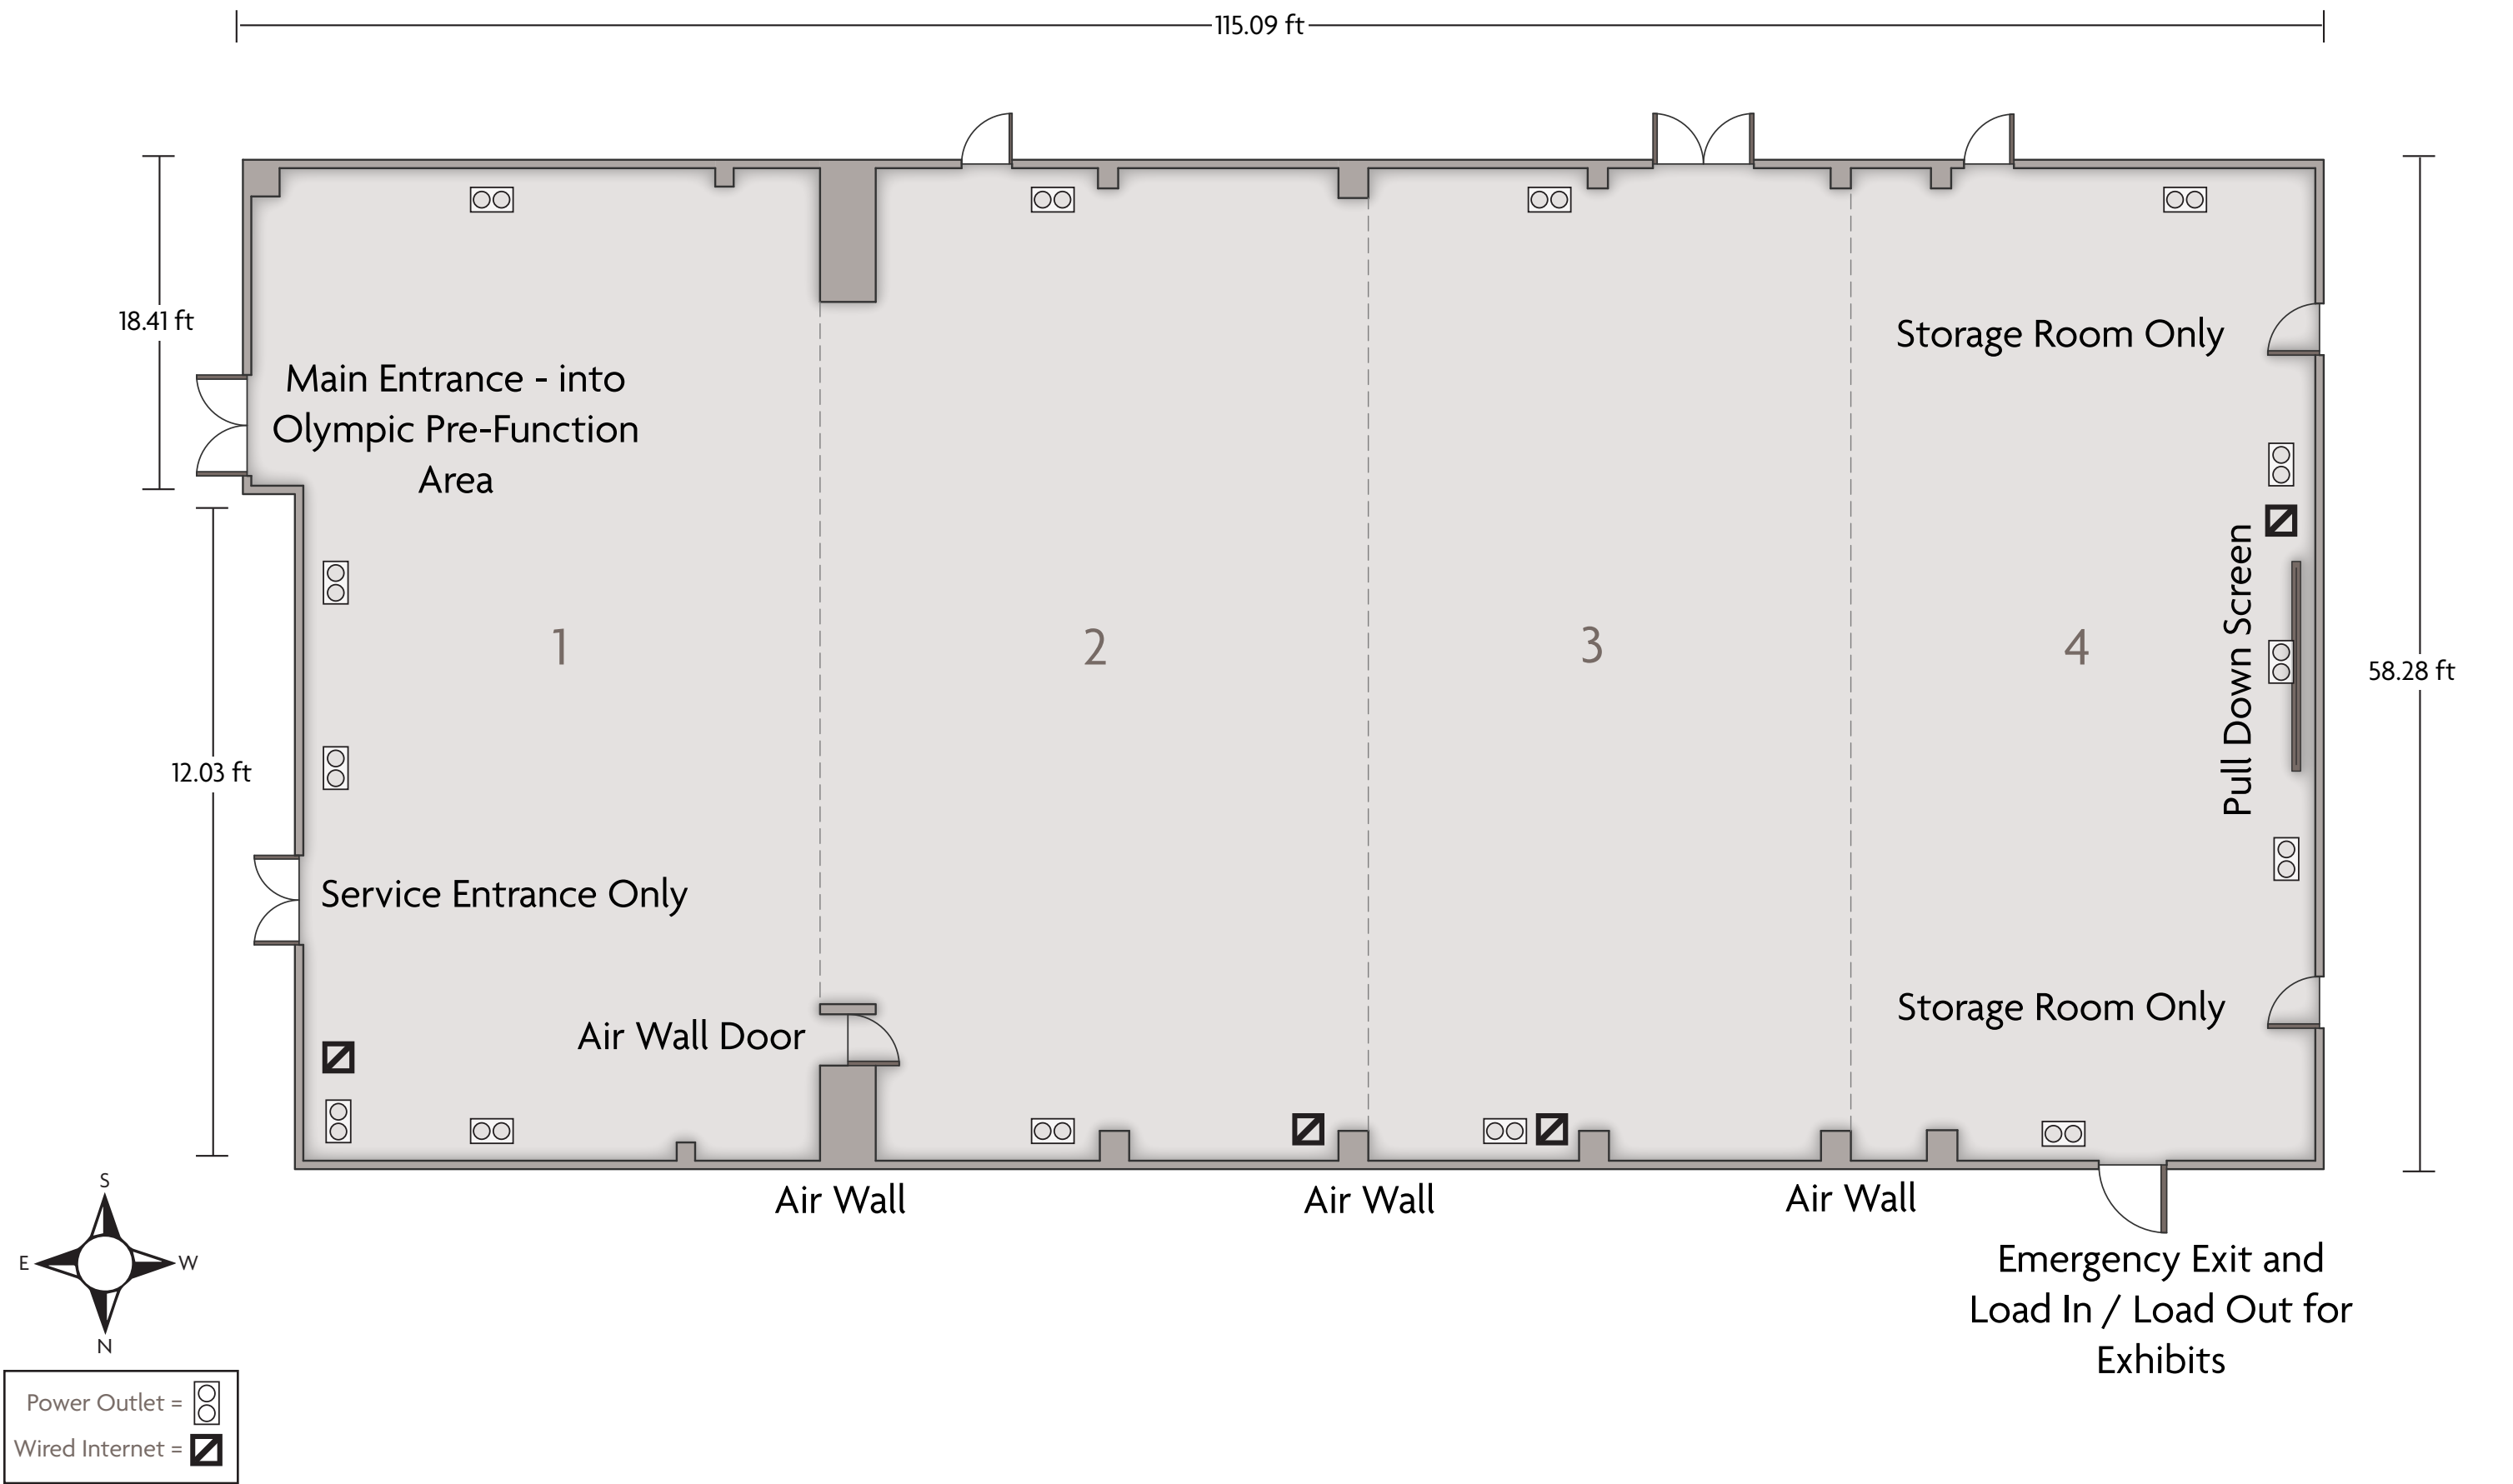 115.09 ft
18.41 ft
Main Entrance - into
Olympic Pre-Function
Area
Storage Room Only
1
2
3
4
Pull Down Screen
58.28 ft
12.03 ft
Service Entrance Only
Air Wall Door
Storage Room Only
Air Wall
Air Wall
Air Wall
Emergency Exit and
Load In / Load Out for
Exhibits
S
E
W
N
Power Outlet =
Wired Internet =